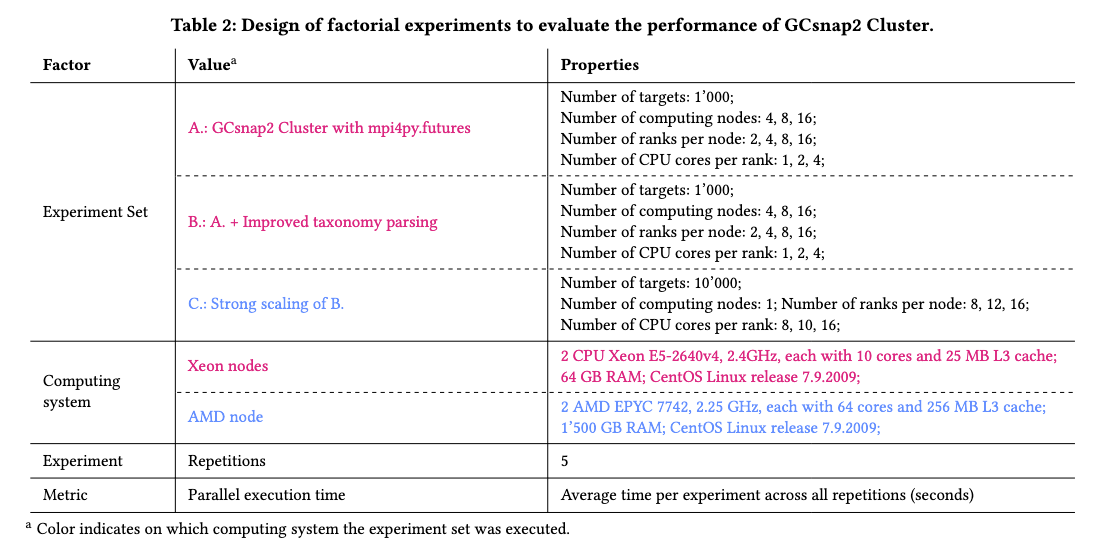 Table 2: Design of factorial experiments to evaluate the performance of GCsnap2 Cluster.
Factor
Valueᵃ
Properties
Experiment Set
A.: GCsnap2 Cluster with mpi4py.futures
Number of targets: 1’000;
Number of computing nodes: 4, 8, 16;
Number of ranks per node: 2, 4, 8, 16;
Number of CPU cores per rank: 1, 2, 4;
B.: A. + Improved taxonomy parsing
Number of targets: 1’000;
Number of computing nodes: 4, 8, 16;
Number of ranks per node: 2, 4, 8, 16;
Number of CPU cores per rank: 1, 2, 4;
C.: Strong scaling of B.
Number of targets: 10’000;
Number of computing nodes: 1; Number of ranks per node: 8, 12, 16;
Number of CPU cores per rank: 8, 10, 16;
Computing
system
Xeon nodes
2 CPU Xeon E5-2640v4, 2.4GHz, each with 10 cores and 25 MB L3 cache;
64 GB RAM; CentOS Linux release 7.9.2009;
AMD node
2 AMD EPYC 7742, 2.25 GHz, each with 64 cores and 256 MB L3 cache;
1’500 GB RAM; CentOS Linux release 7.9.2009;
Experiment
Repetitions
5
Metric
Parallel execution time
Average time per experiment across all repetitions (seconds)
ᵃ Color indicates on which computing system the experiment set was executed.